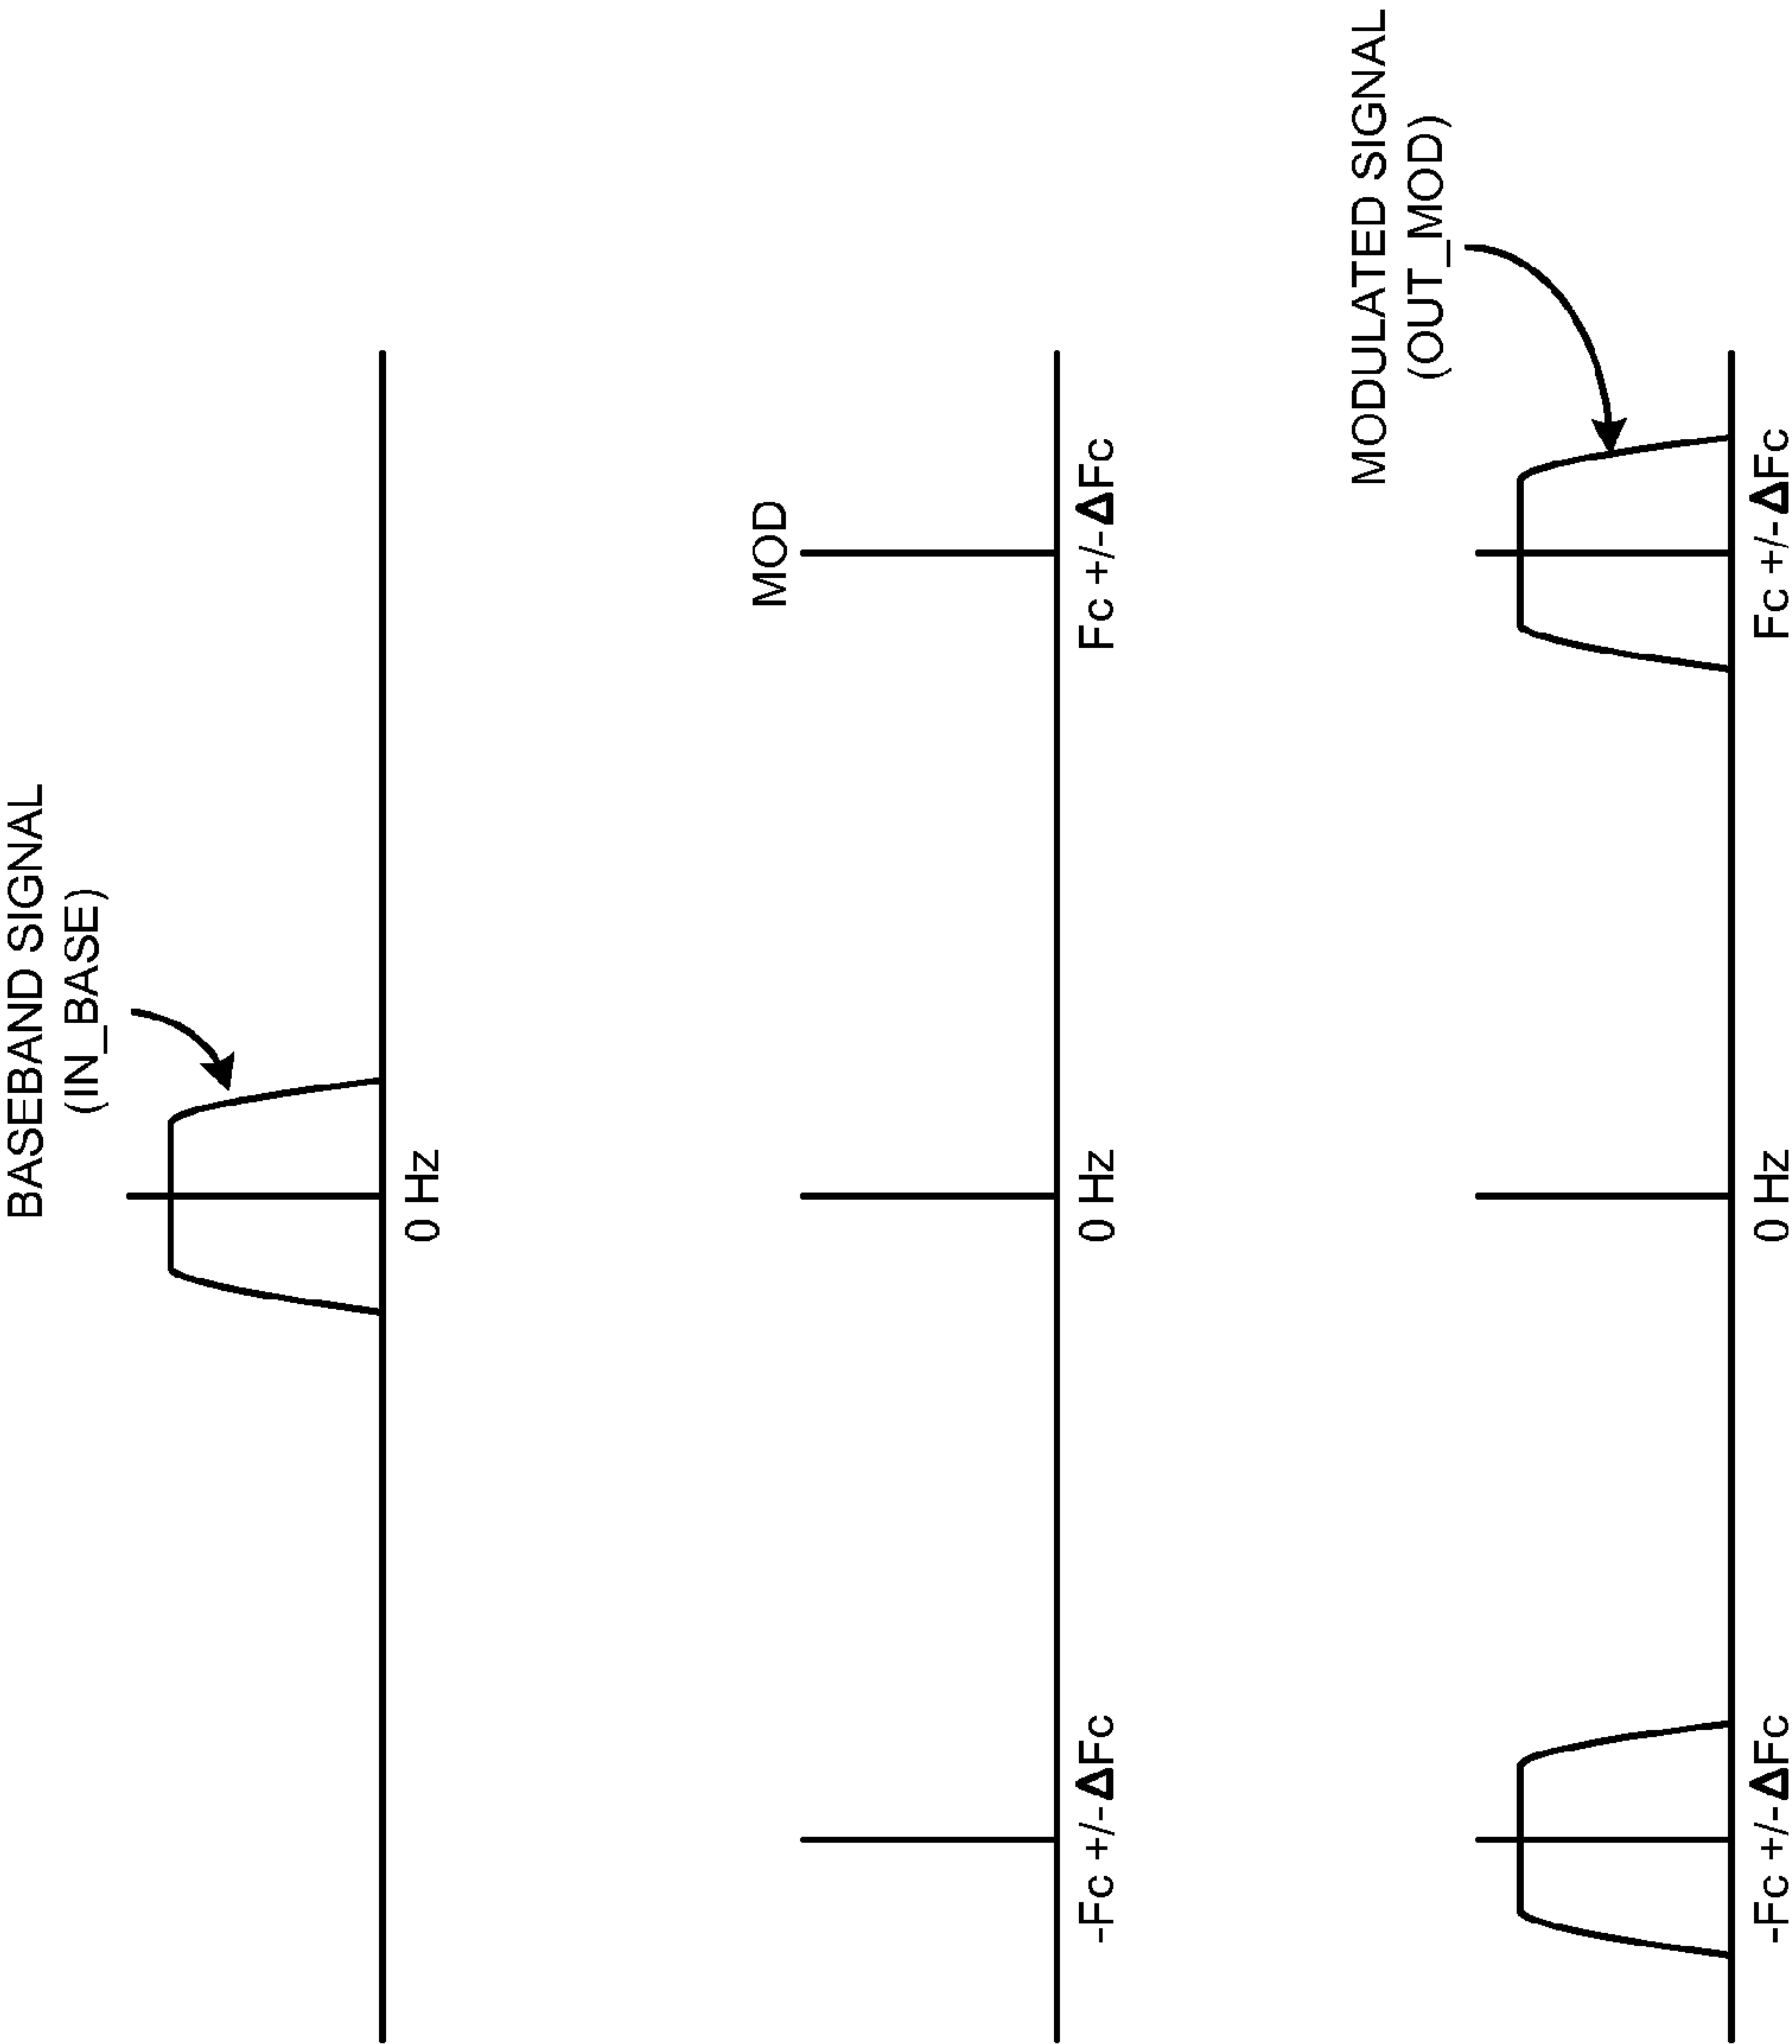 BASEBAND SIGNAL
(IN_BASE)
0 Hz
MOD
-Fc +/-ΔFc
0 Hz
Fc +/-ΔFc
MODULATED SIGNAL
(OUT_MOD)
-Fc +/-ΔFc
0 Hz
Fc +/-ΔFc